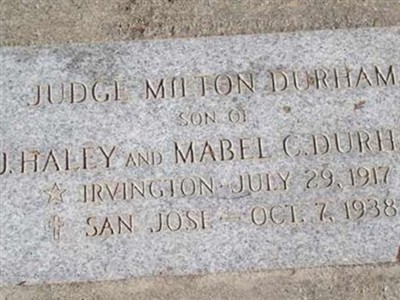 JUDGE MILTON DURHAM
SON OF
J. HALEY AND MABEL C. DURH
☆ IRVINGTON - JULY 29, 1917
✝ SAN JOSE - OCT. 7, 1938